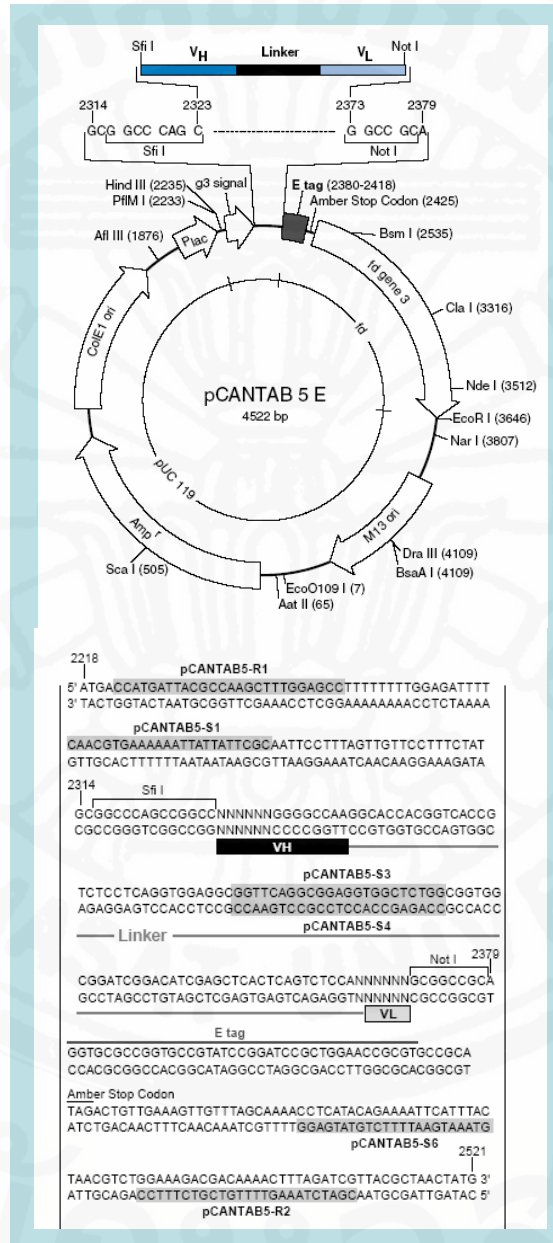 Sfi I VH Linker VL Not I
2314 2323 2373 2379
GCG GCCC CAG C ---------------- G GCC GCA
Sfi I Not I
Hind III (2235) g3 signal E tag (2380-2418)
PflM I (2233) Amber Stop Codon (2425)
Afl III (1876) Plac Bsm I (2535)
fd gene 3
ColE1 ori fd Cla I (3316)
pCANTAB 5 E
4522 bp
Nde I (3512)
EcoR I (3646)
Nar I (3807)
pUC 119
Amp r M13 ori
Dra III (4109)
Sca I (505) BsaA I (4109)
EcoO109 I (7)
Aat II (65)
2218
pCANTAB5-R1
5' ATGACCATGATTACGCCAAGCTTTGGAGCCTTTTTTTTGGAGATTTT
3' TACTGGTACTAATGCGGTTCGAAACCTCGGAAAAAAAACCTCTAAAA
pCANTAB5-S1
CAACGTGAAAAAATTATTATTCGCAATTCCTTTAGTTGTTCCTTTCTAT
GTTGCACTTTTTTAATAATAAGCGTTAAGGAAATCAACAAGGAAAGATA
2314
Sfi I
GCGGCCCAGCCGGCCNNNNNNGGGGCCAAGGCACCACGGTCACCG
CGCCGGGTCGGCCGGNNNNNNCCCCGGTTCCGTGGTGCCAGTGGC
VH
pCANTAB5-S3
TCTCCTCAGGTGGAGGCGGTTCAGGCGGAGGTGGCTCTGGCGGTGG
AGAGGAGTCCACCTCCGCCAAGTCCGCCTCCACCGAGACCGCCACC
pCANTAB5-S4
Linker
Not I 2379
CGGATCGGACATCGAGCTCACTCAGTCTCCANNNNNNGCGGCCGCA
GCCTAGCCTGTAGCTCGAGTGAGTCAGAGGTNNNNNNCGCCGGCGT
VL
E tag
GGTGCGCCGGTGCCGTATCCGGATCCGCTGGAACCGCGTGCCGCA
CCACGCGGCCACGGCATAGGCCTAGGCGACCTTGGCGCACGGCGT
Amber Stop Codon
TAGACTGTTGAAAGTTGTTTAGCAAAACCTCATACAGAAAATTCATTTAC
ATCTGACAACTTTCAACAAATCGTTTTGGAGTATGTCTTTTAAGTAAATG
pCANTAB5-S6
2521
TAACGTCTGGAAAGACGACAAAACTTTAGATCGTTACGCTAACTATG 3'
ATTGCAGACCTTTCTGCTGTTTTGAAATCTAGCAATGCGATTGATAC 5'
pCANTAB5-R2